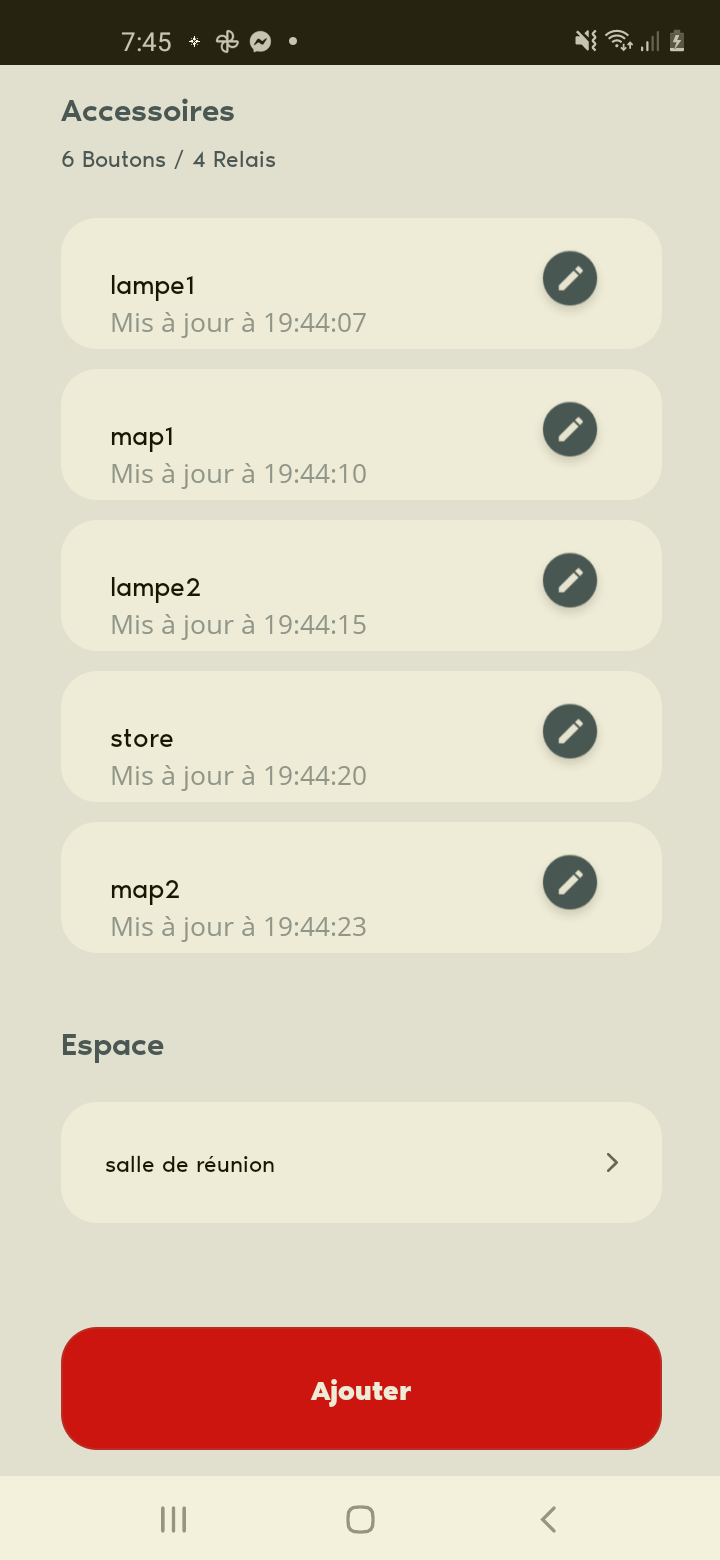 7:45
Accessoires
6 Boutons / 4 Relais
lampe1
Mis à jour à 19:44:07
map1
Mis à jour à 19:44:10
lampe2
Mis à jour à 19:44:15
store
Mis à jour à 19:44:20
map2
Mis à jour à 19:44:23
Espace
salle de réunion
Ajouter